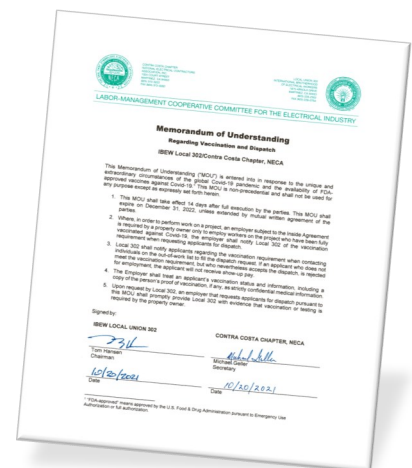 CONTRA COSTA CHAPTER
LABOR-MANAGEMENT COOPERATIVE COMMITTEE FOR THE ELECTRICAL INDUSTRY
Memorandum of Understanding
Regarding Vaccination and Dispatch
IBEW Local 302/Contra Costa Chapter, NECA
This Memorandum of Understanding ("MOU") is entered into in response to the unique and
extraordinary circumstances of the global Covid-19 pandemic and the availability of FDA-
approved vaccines against Covid-19.¹ This MOU is non-precedential and shall not be used for
any purpose except as expressly set forth herein.
1. This MOU shall take effect 14 days after full execution by the parties. This MOU shall
expire on December 31, 2022, unless extended by mutual written agreement of the
parties.
2. Where, in order to perform work on a project, an employer subject to the Inside Agreement
is required by a property owner only to employ workers on the project who have been fully
vaccinated against Covid-19, the employer shall notify Local 302 of the vaccination
requirement when requesting applicants for dispatch.
3. Local 302 shall notify applicants regarding the vaccination requirement when contacting
individuals on the out-of-work list to fill the dispatch request. If an applicant who does not
meet the vaccination requirement, but who nevertheless accepts the dispatch, is rejected
for employment, the applicant will not receive show-up pay.
4. The Employer shall treat an applicant's vaccination status and information, including a
copy of the person's proof of vaccination, if any, as strictly confidential medical information.
5. Upon request by Local 302, an employer that requests applicants for dispatch pursuant to
this MOU shall promptly provide Local 302 with evidence that vaccination or testing is
required by the property owner.
Signed by:
IBEW LOCAL UNION 302
Tom Hansen
Chairman
10/20/2021
Date
CONTRA COSTA CHAPTER, NECA
Michael Geller
Michael Geller
Secretary
10/20/2021
Date
¹ "FDA-approved" means approved by the U.S. Food & Drug Administration pursuant to Emergency Use
Authorization or full authorization.